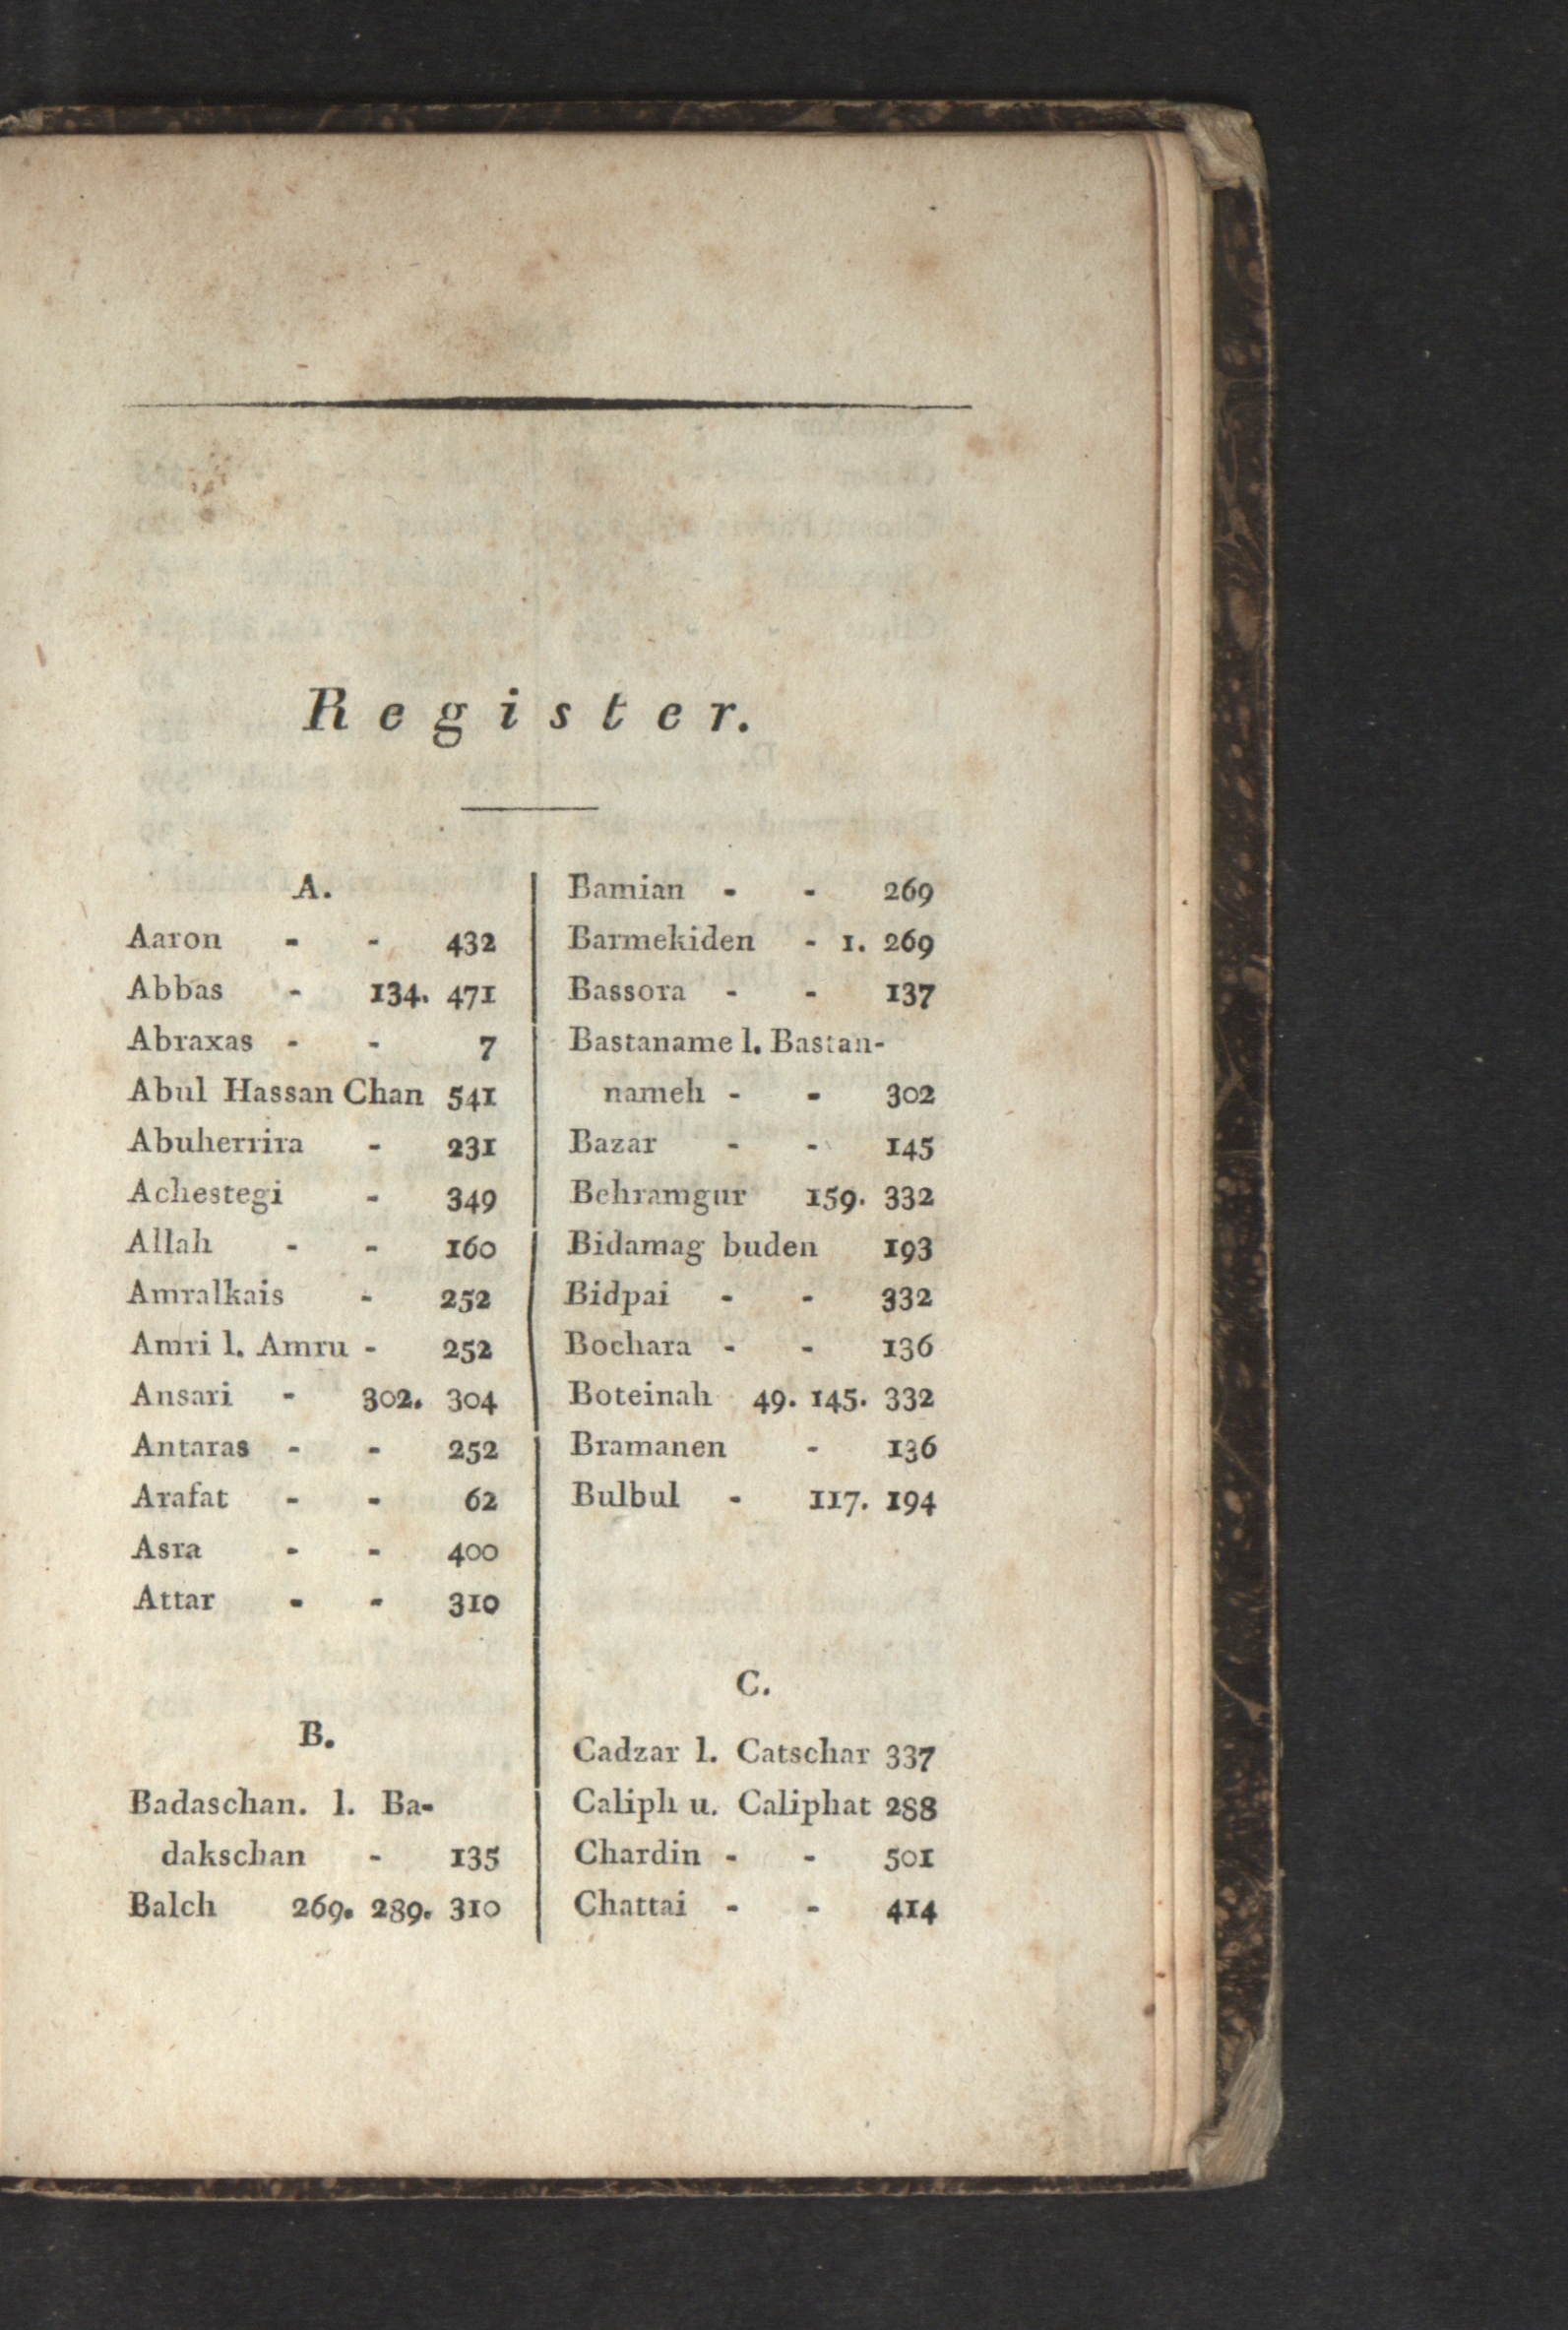 Register.
A.
Aaron - - 432
Abbas - 134. 471
Abraxas - - 7
Abul Hassan Chan 541
Abuherrira - 231
Achestegi - 349
Allah - - 160
Amralkais - 252
Amri l. Amru - 252
Ansari - 302. 304
Antaras - - 252
Arafat - - 62
Asra - - 400
Attar - - 310
B.
Badaschan. l. Ba-
dakschan - 135
Balch 269. 289. 310
Bamian - - 269
Barmekiden - 1. 269
Bassora - - 137
Bastaname l. Bastan-
nameh - - 302
Bazar - - 145
Behramgur 159. 332
Bidamag buden 193
Bidpai - - 332
Bochara - - 136
Boteinah 49. 145. 332
Bramanen - 136
Bulbul - 117. 194
C.
Cadzar l. Catschar 337
Caliph u. Caliphat 288
Chardin - - 501
Chattai - - 414